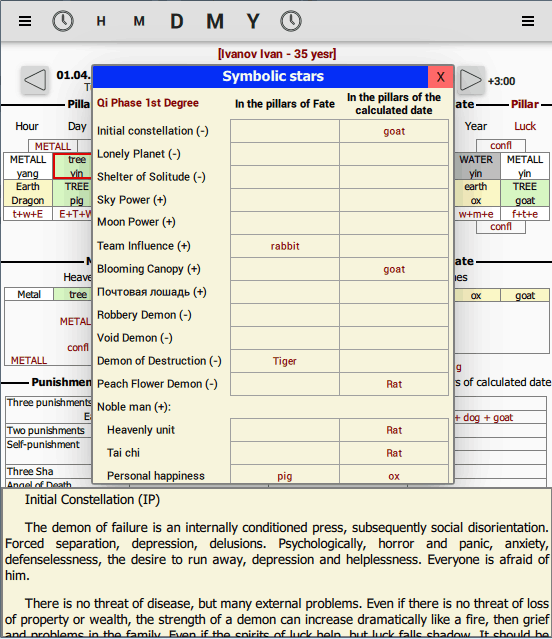 H M D M Y
[Ivanov Ivan - 35 yesr]
01.04.
+3:00
Symbolic stars X
Qi Phase 1st Degree In the pillars of Fate In the pillars of the calculated date
Initial constellation (-) goat
Lonely Planet (-)
Shelter of Solitude (-)
Sky Power (+)
Moon Power (+)
Team Influence (+) rabbit
Blooming Canopy (+) goat
Почтовая лошадь (+)
Robbery Demon (-)
Void Demon (-)
Demon of Destruction (-) Tiger
Peach Flower Demon (-) Rat
Noble man (+):
Heavenly unit Rat
Tai chi Rat
Personal happiness pig ox
Pilla
Hour Day
METALL
METALL tree
yang yin
Earth TREE
Dragon pig
t+w+E E+T+W
Heave
Metal tree
METAL
confl
METALL
Punishmen
Three punishments
Ea
Two punishments
Self-punishment
Three Sha
Angel of Death
ate Pillar
Year Luck
confl
WATER METALL
yin yin
earth TREE
ox goat
w+m+e f+t+e
confl
ate
nes
ox goat
g
rs of calculated date
+ dog + goat
Initial Constellation (IP)
The demon of failure is an internally conditioned press, subsequently social disorientation.
Forced separation, depression, delusions. Psychologically, horror and panic, anxiety,
defenselessness, the desire to run away, depression and helplessness. Everyone is afraid of
him.
There is no threat of disease, but many external problems. Even if there is no threat of loss
of property or wealth, the strength of a demon can increase dramatically like a fire, then grief
and problems in the family. Even if the spirits of luck help, but luck falls shadow. It should be